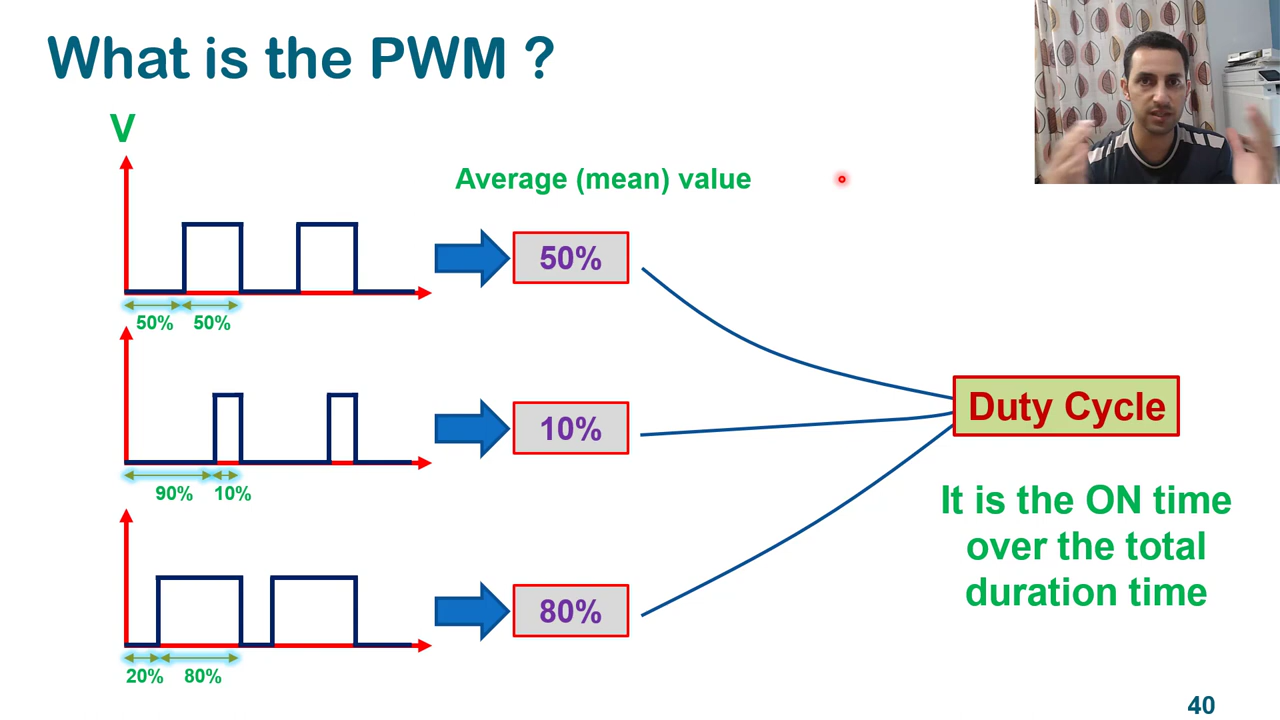 What is the PWM ?
V
Average (mean) value
50%
50% 50%
10%
Duty Cycle
90% 10%
It is the ON time
over the total
duration time
80%
20% 80%
40